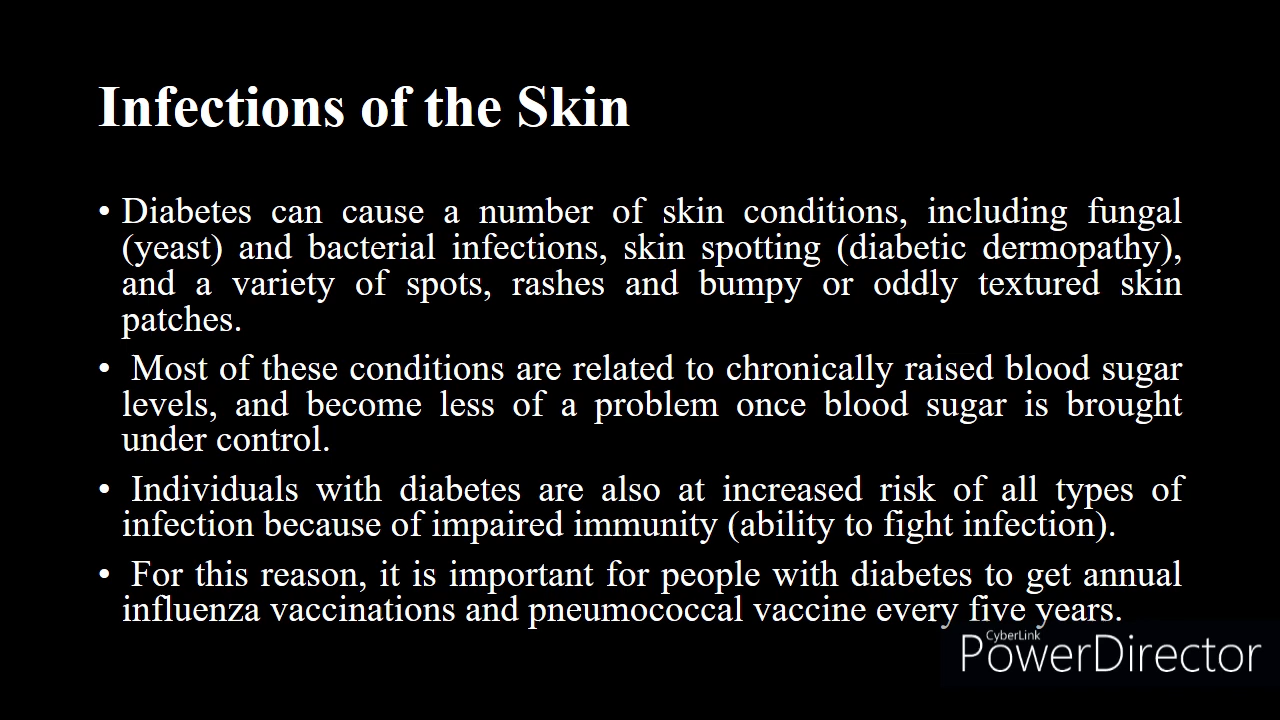 Infections of the Skin
• Diabetes can cause a number of skin conditions, including fungal
(yeast) and bacterial infections, skin spotting (diabetic dermopathy),
and a variety of spots, rashes and bumpy or oddly textured skin
patches.
• Most of these conditions are related to chronically raised blood sugar
levels, and become less of a problem once blood sugar is brought
under control.
• Individuals with diabetes are also at increased risk of all types of
infection because of impaired immunity (ability to fight infection).
• For this reason, it is important for people with diabetes to get annual
influenza vaccinations and pneumococcal vaccine every five years.
CyberLink
PowerDirector